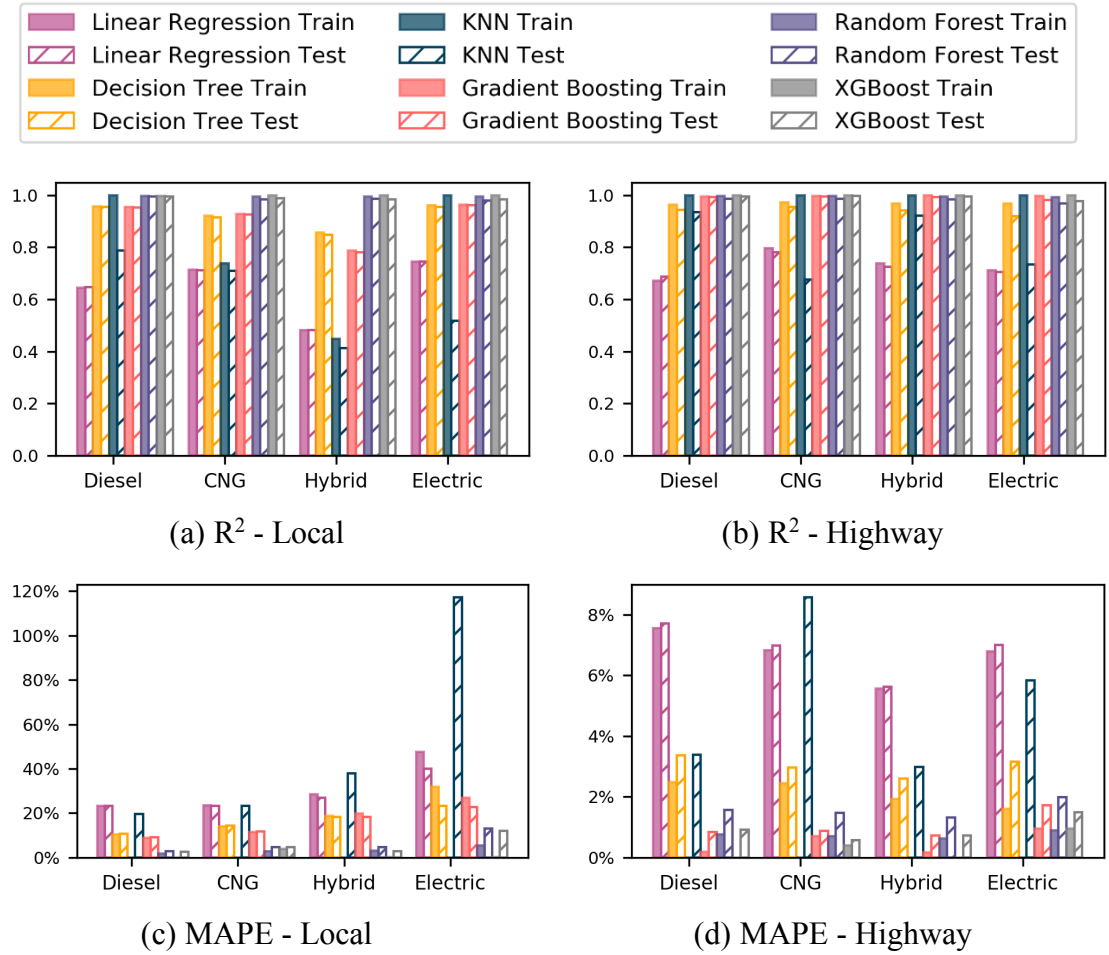 Linear Regression Train
Linear Regression Test
Decision Tree Train
Decision Tree Test
KNN Train
KNN Test
Gradient Boosting Train
Gradient Boosting Test
Random Forest Train
Random Forest Test
XGBoost Train
XGBoost Test
1.0
0.8
0.6
0.4
0.2
0.0
Diesel CNG Hybrid Electric
(a) R² - Local
1.0
0.8
0.6
0.4
0.2
0.0
Diesel CNG Hybrid Electric
(b) R² - Highway
120%
100%
80%
60%
40%
20%
0%
Diesel CNG Hybrid Electric
(c) MAPE - Local
8%
6%
4%
2%
0%
Diesel CNG Hybrid Electric
(d) MAPE - Highway